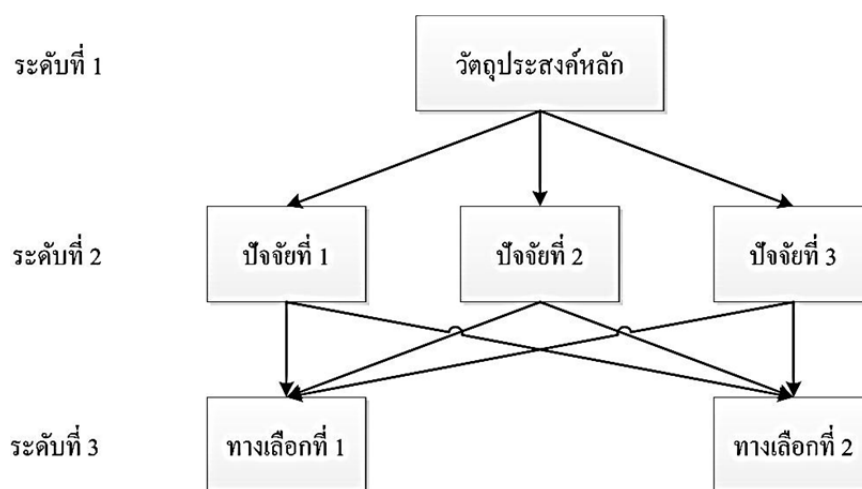 ระดับที่ 1
วัตถุประสงค์หลัก
ระดับที่ 2
ปัจจัยที่ 1
ปัจจัยที่ 2
ปัจจัยที่ 3
ระดับที่ 3
ทางเลือกที่ 1
ทางเลือกที่ 2